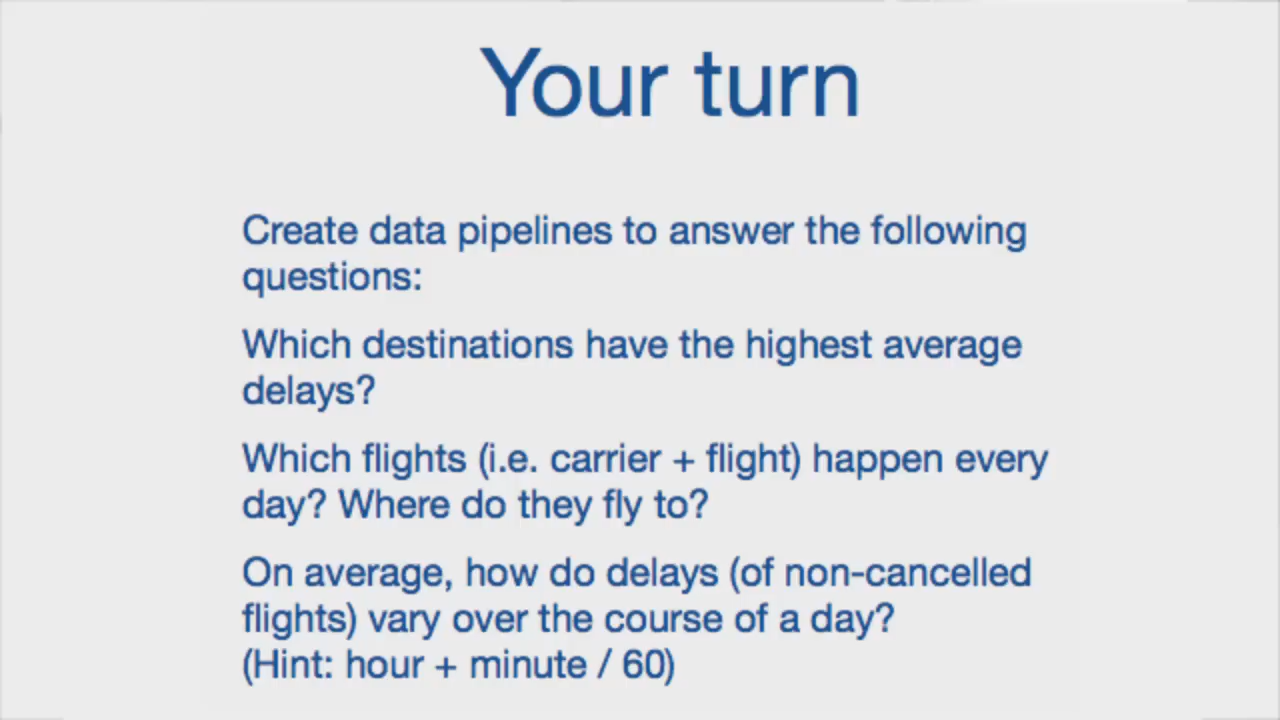 Your turn
Create data pipelines to answer the following
questions:
Which destinations have the highest average
delays?
Which flights (i.e. carrier + flight) happen every
day? Where do they fly to?
On average, how do delays (of non-cancelled
flights) vary over the course of a day?
(Hint: hour + minute / 60)